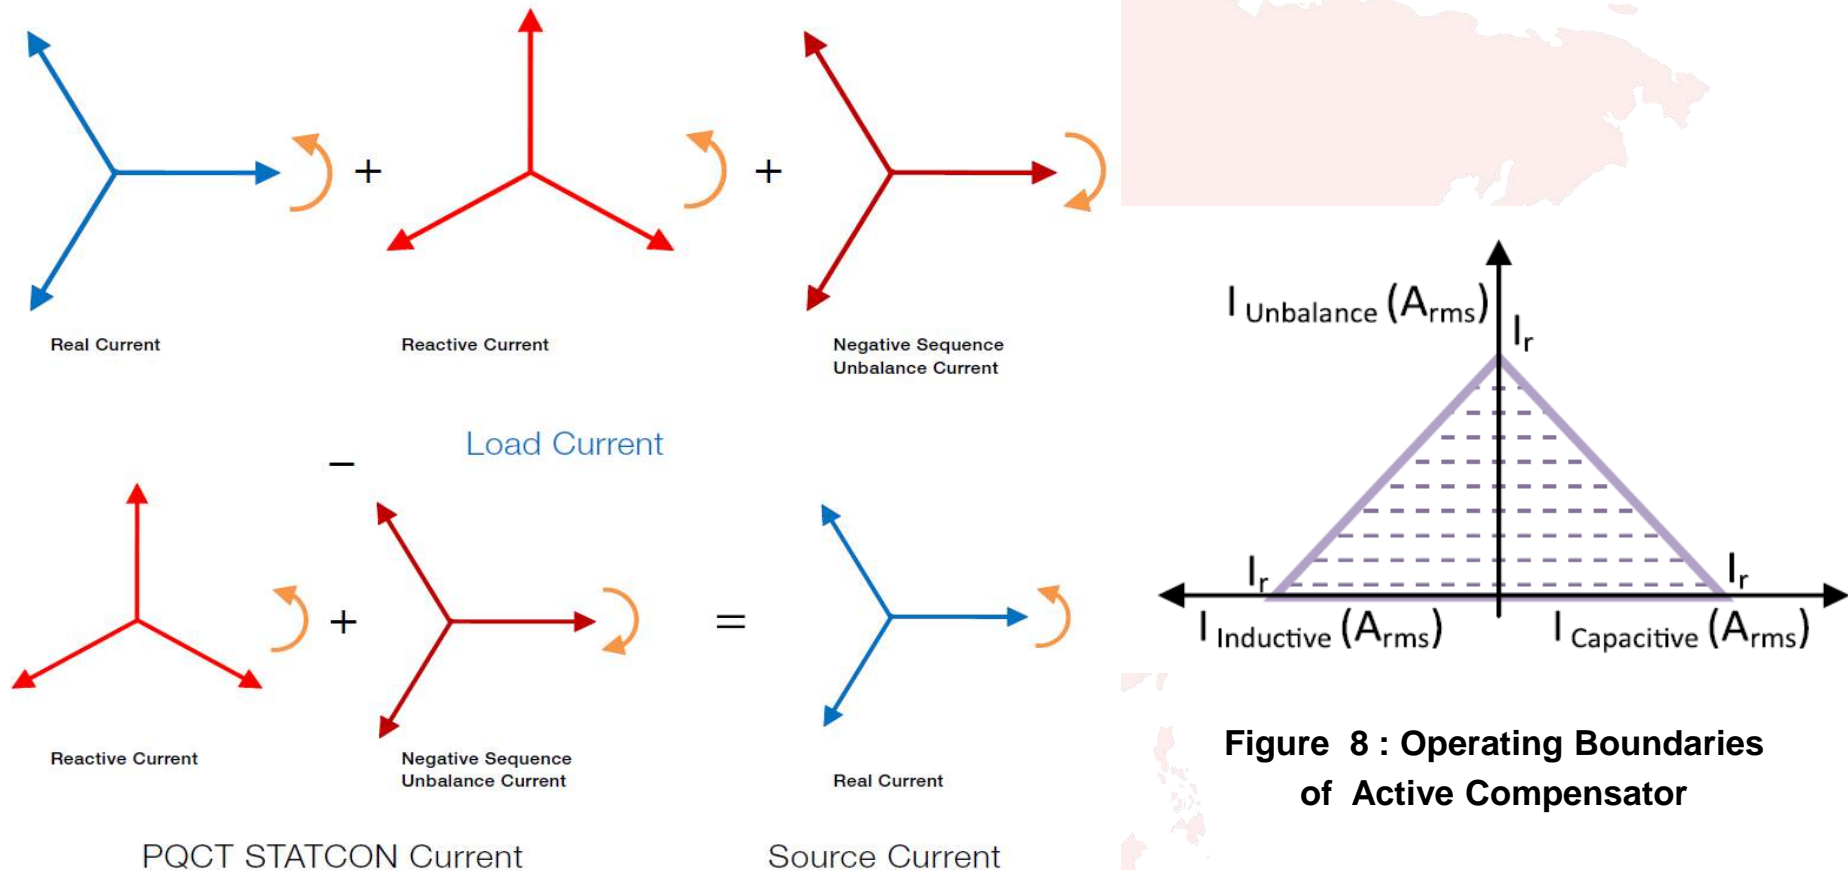 +
+
Real Current
Reactive Current
Negative Sequence
Unbalance Current
Load Current
−
+
=
Reactive Current
Negative Sequence
Unbalance Current
Real Current
PQCT STATCON Current
Source Current
I Unbalance (Arms)
Ir
Ir
Ir
I Inductive (Arms)
I Capacitive (Arms)
Figure 8 : Operating Boundaries
of Active Compensator